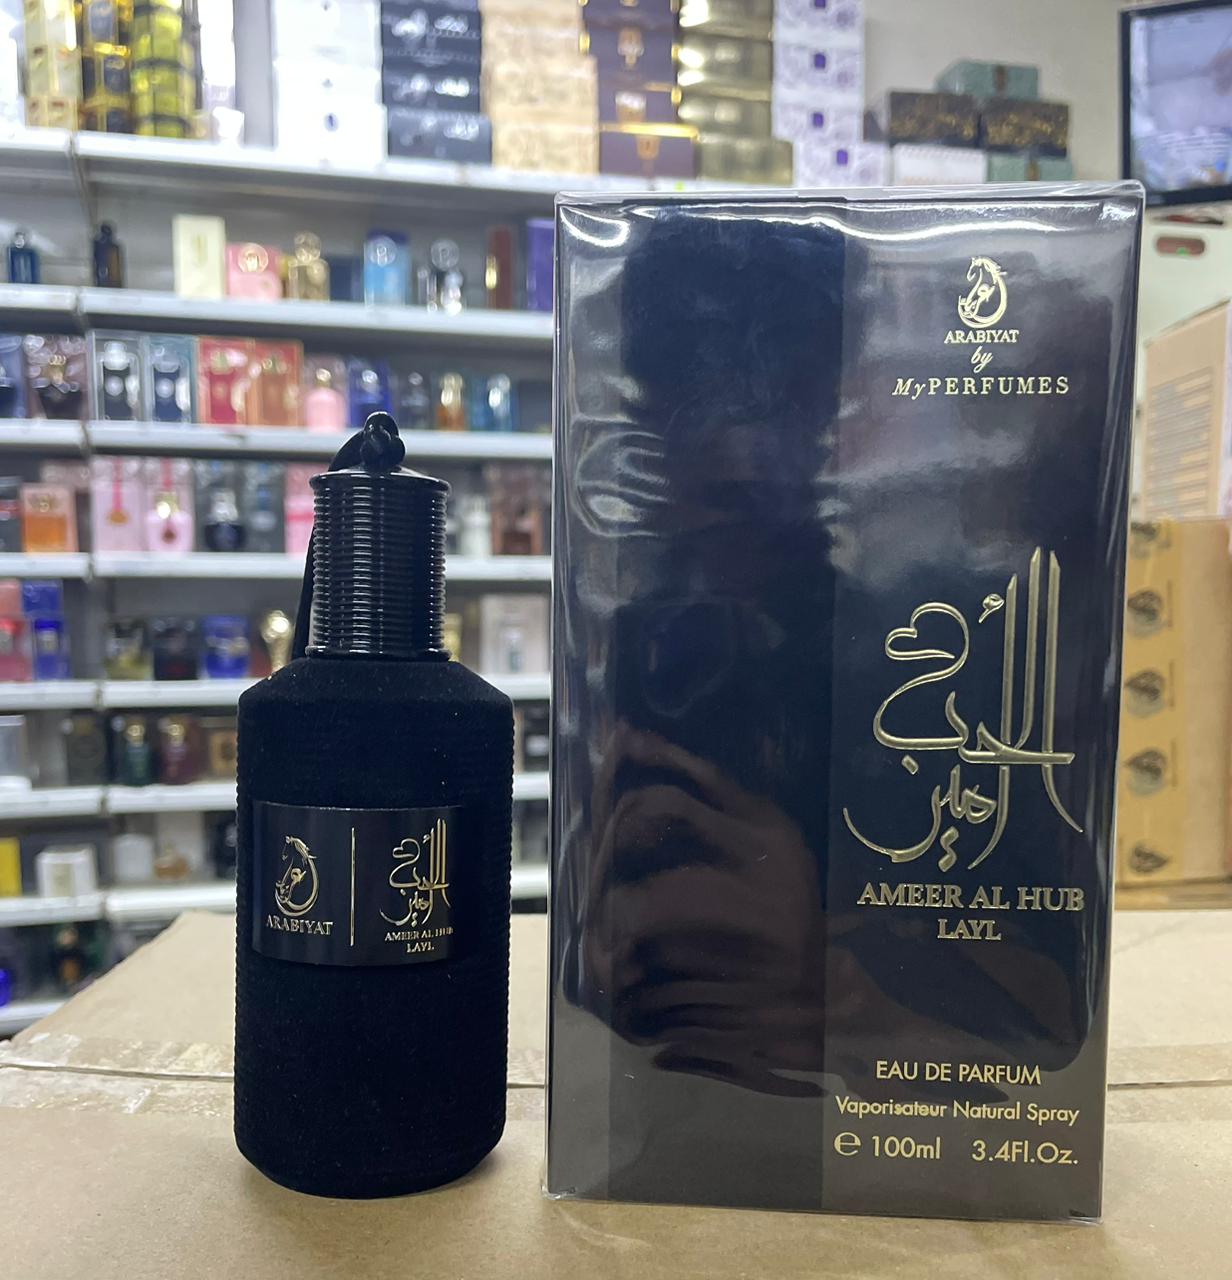 ARABIYAT
by
MyPERFUMES
أمير الحب
AMEER AL HUB
LAYL
EAU DE PARFUM
Vaporisateur Natural Spray
e 100ml 3.4Fl.Oz.
ARABIYAT
أمير الحب
AMEER AL HUB
LAYL